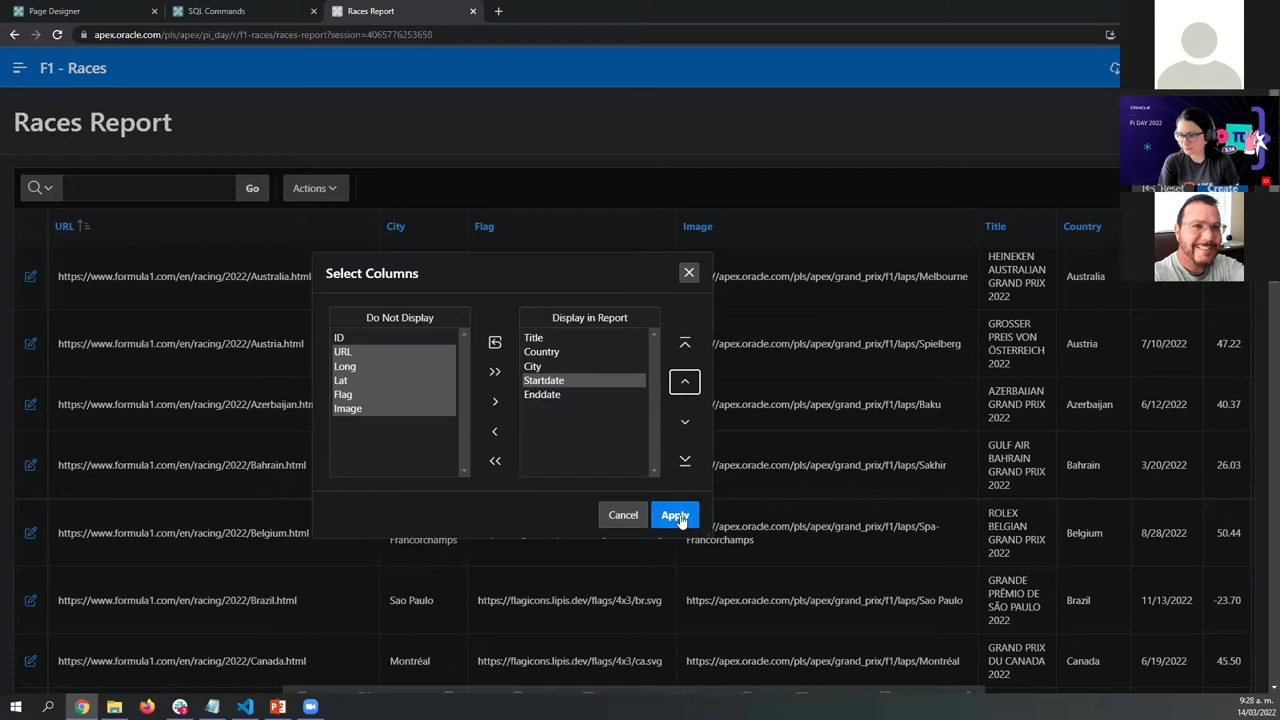 Page Designer
SQL Commands
Races Report
apex.oracle.com/pls/apex/pi_day/r/f1-races/races-report?session=4065776253658
F1 - Races
Races Report
Go
Actions
Reset
Create
ORACLE
Pi DAY 2022
π
3.14
URL
City
Flag
Image
Title
Country
https://www.formula1.com/en/racing/2022/Australia.html
https://apex.oracle.com/pls/apex/grand_prix/f1/laps/Melbourne
HEINEKEN
AUSTRALIAN
GRAND PRIX
2022
Australia
https://www.formula1.com/en/racing/2022/Austria.html
https://apex.oracle.com/pls/apex/grand_prix/f1/laps/Spielberg
GROSSER
PREIS VON
ÖSTERREICH
2022
Austria
7/10/2022
47.22
https://www.formula1.com/en/racing/2022/Azerbaijan.htm
https://apex.oracle.com/pls/apex/grand_prix/f1/laps/Baku
AZERBAIJAN
GRAND PRIX
2022
Azerbaijan
6/12/2022
40.37
https://www.formula1.com/en/racing/2022/Bahrain.html
/apex.oracle.com/pls/apex/grand_prix/f1/laps/Sakhir
GULF AIR
BAHRAIN
GRAND PRIX
2022
Bahrain
3/20/2022
26.03
https://www.formula1.com/en/racing/2022/Belgium.html
Francorchamps
/apex.oracle.com/pls/apex/grand_prix/f1/laps/Spa-
Francorchamps
ROLEX
BELGIAN
GRAND PRIX
2022
Belgium
8/28/2022
50.44
https://www.formula1.com/en/racing/2022/Brazil.html
Sao Paulo
https://flagicons.lipis.dev/flags/4x3/br.svg
https://apex.oracle.com/pls/apex/grand_prix/f1/laps/Sao Paulo
GRANDE
PRÊMIO DE
SÃO PAULO
2022
Brazil
11/13/2022
-23.70
https://www.formula1.com/en/racing/2022/Canada.html
Montréal
https://flagicons.lipis.dev/flags/4x3/ca.svg
https://apex.oracle.com/pls/apex/grand_prix/f1/laps/Montréal
GRAND PRIX
DU CANADA
2022
Canada
6/19/2022
45.50
Select Columns
Do Not Display
ID
URL
Long
Lat
Flag
Image
Display in Report
Title
Country
City
Startdate
Enddate
Cancel
Apply
9:28 a. m.
14/03/2022